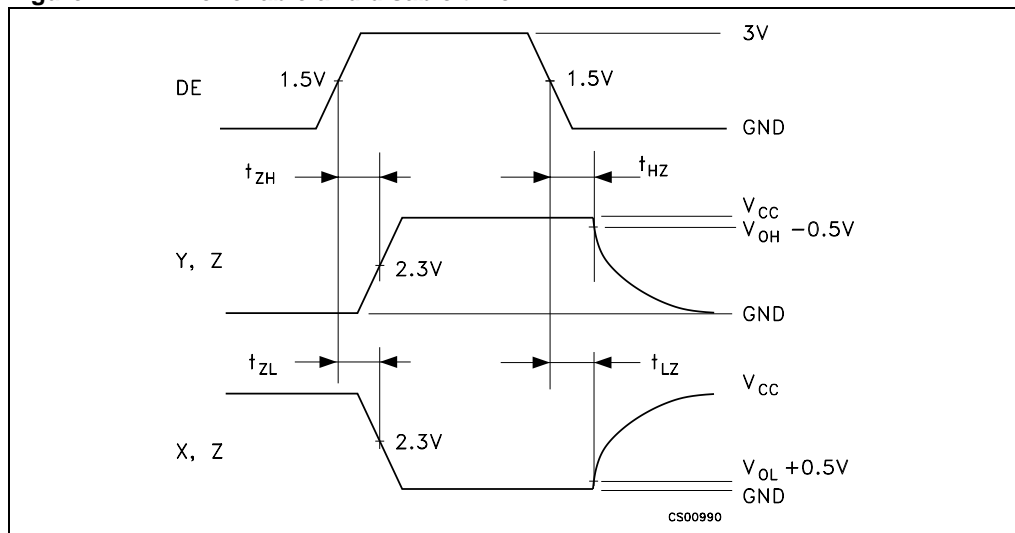 3V
1.5V
1.5V
DE
GND
tZH
tHZ
VCC
VOH −0.5V
Y, Z
2.3V
GND
tZL
tLZ
VCC
2.3V
X, Z
VOL +0.5V
GND
CS00990